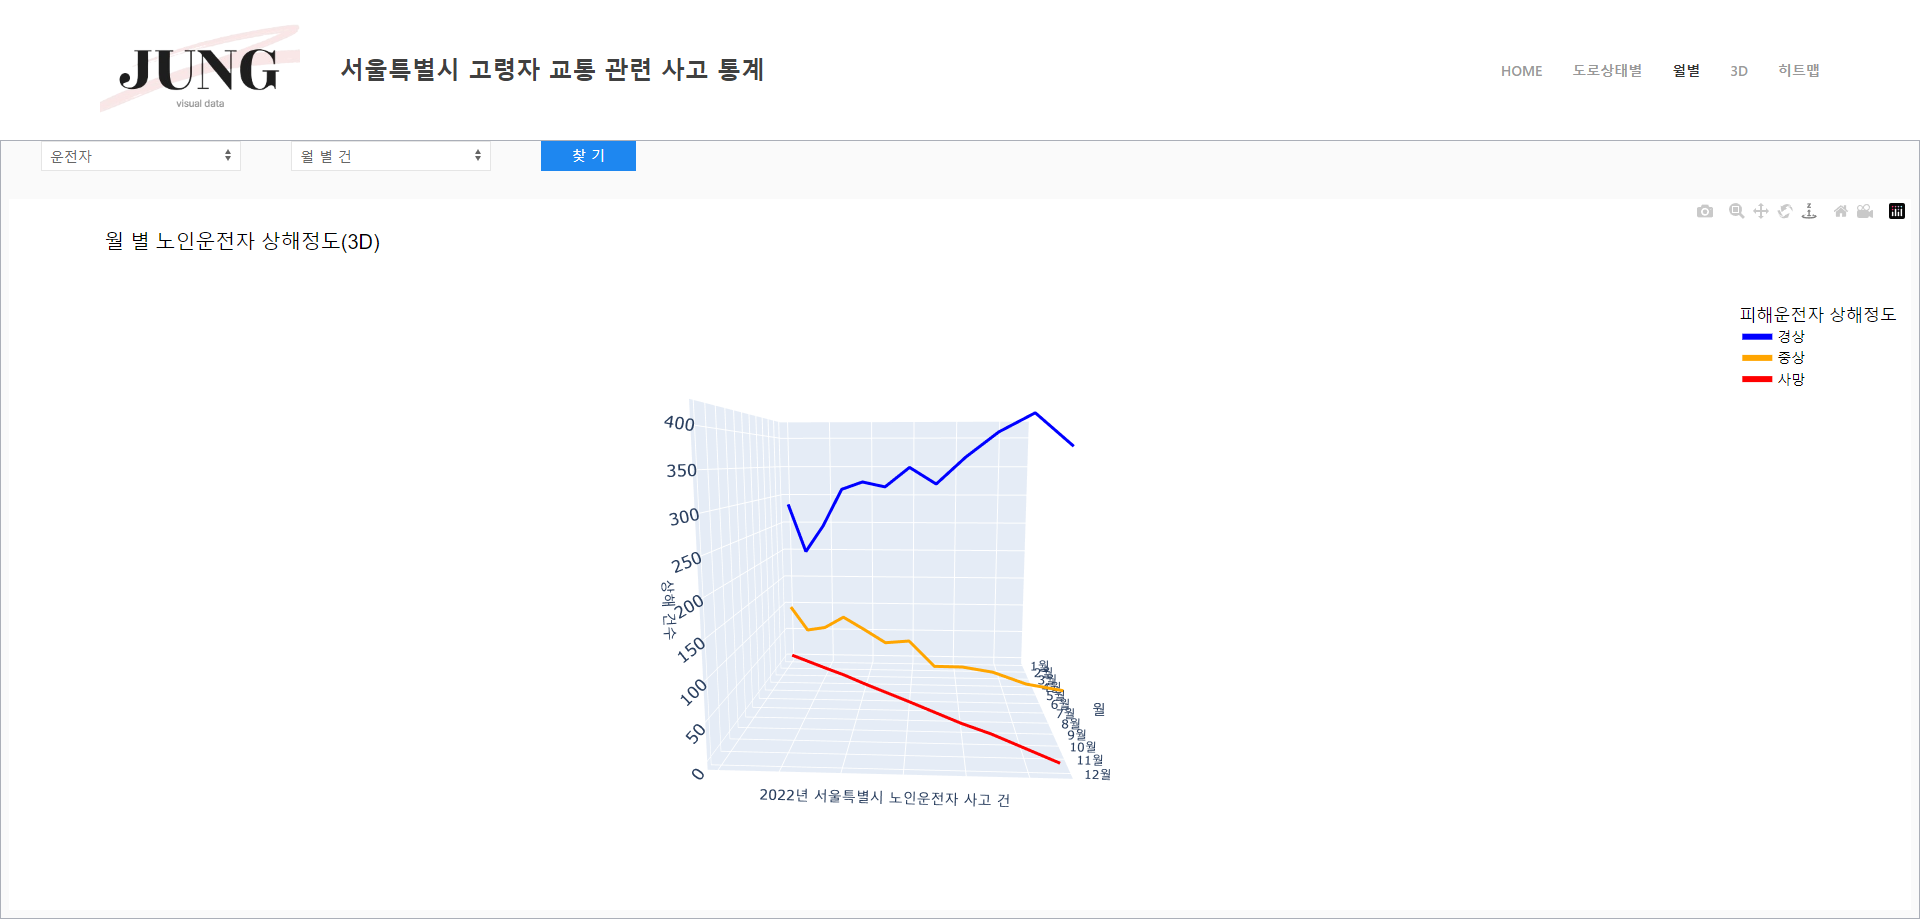 JUNG
visual data
서울특별시 고령자 교통 관련 사고 통계
HOME 도로상태별 월별 3D 히트맵
운전자 월 별 건 찾 기
월 별 노인운전자 상해정도(3D)
피해운전자 상해정도
경상
중상
사망
400
350
300
250
200
150
100
50
0
상해 건수
1월
2월
3월
4월
5월
6월
7월
8월
9월
10월
11월
12월
월
2022년 서울특별시 노인운전자 사고 건